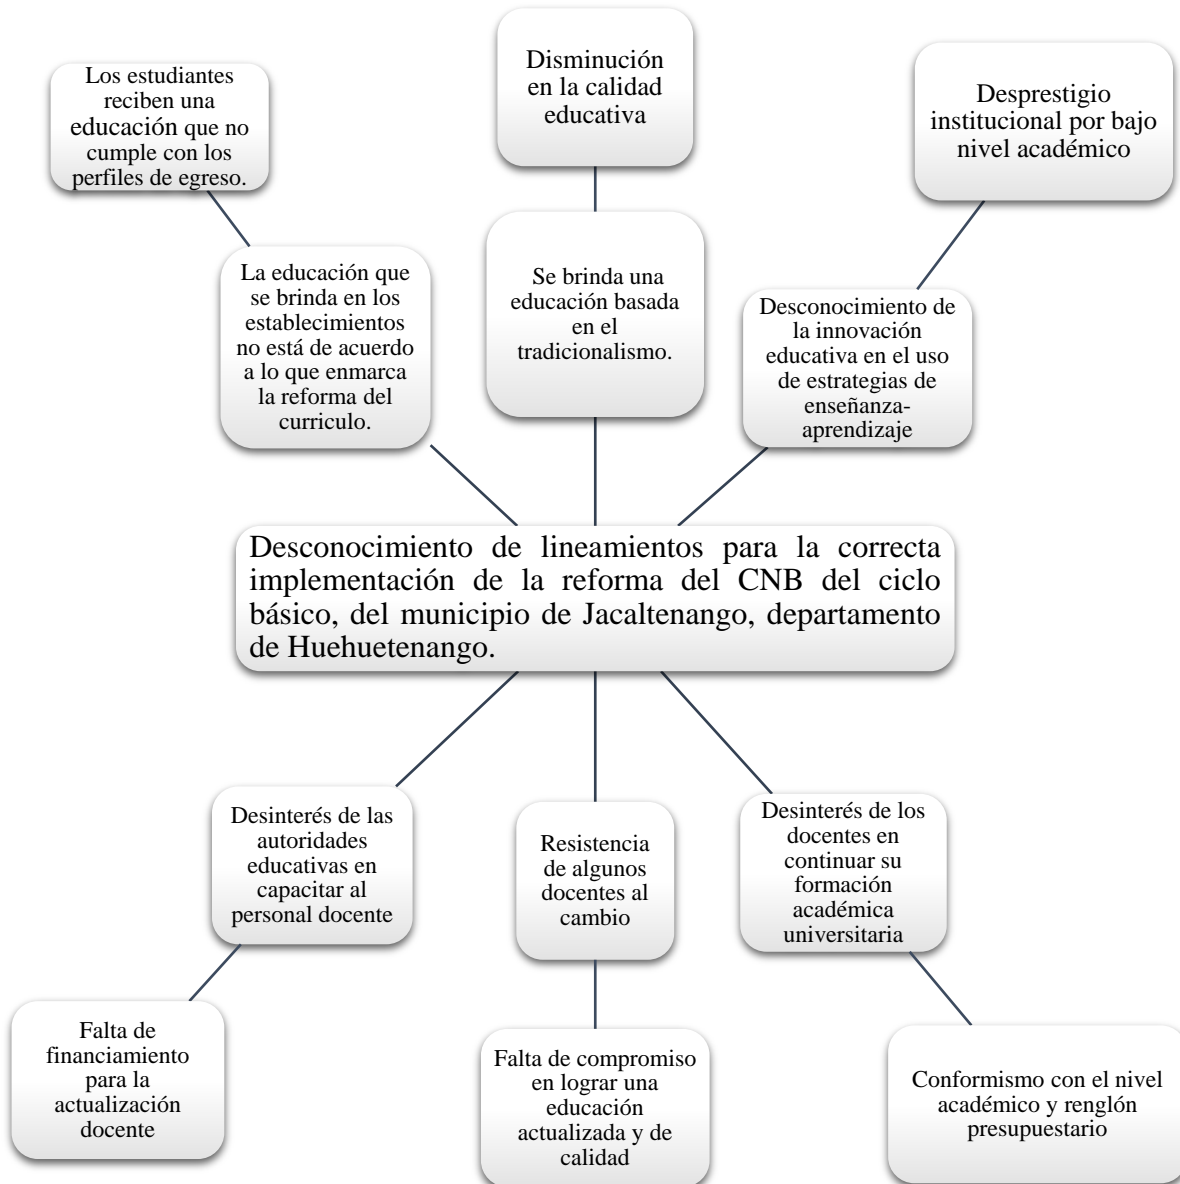 Los estudiantes
reciben una
educación que no
cumple con los
perfiles de egreso.
Disminución
en la calidad
educativa
Desprestigio
institucional por bajo
nivel académico
La educación que
se brinda en los
establecimientos
no está de acuerdo
a lo que enmarca
la reforma del
curriculo.
Se brinda una
educación basada
en el
tradicionalismo.
Desconocimiento de
la innovación
educativa en el uso
de estrategias de
enseñanza-
aprendizaje
Desconocimiento de lineamientos para la correcta
implementación de la reforma del CNB del ciclo
básico, del municipio de Jacaltenango, departamento
de Huehuetenango.
Desinterés de las
autoridades
educativas en
capacitar al
personal docente
Resistencia
de algunos
docentes al
cambio
Desinterés de los
docentes en
continuar su
formación
académica
universitaria
Falta de
financiamiento
para la
actualización
docente
Falta de compromiso
en lograr una
educación
actualizada y de
calidad
Conformismo con el nivel
académico y renglón
presupuestario